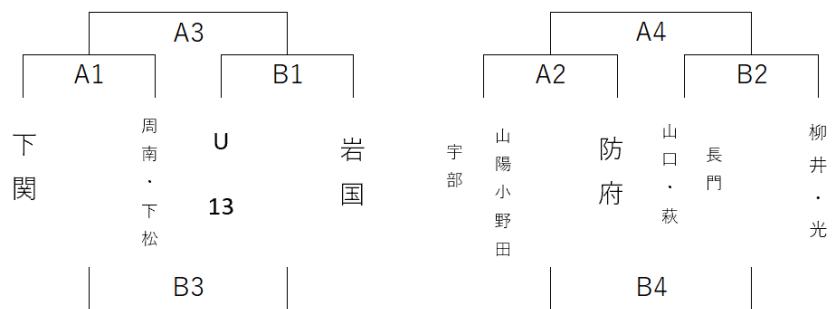 A3 A4
A1 B1 A2 B2
下関
周南・下松
U 13
岩国
宇部
山陽小野田
防府
山口・萩
長門
柳井・光
B3 B4